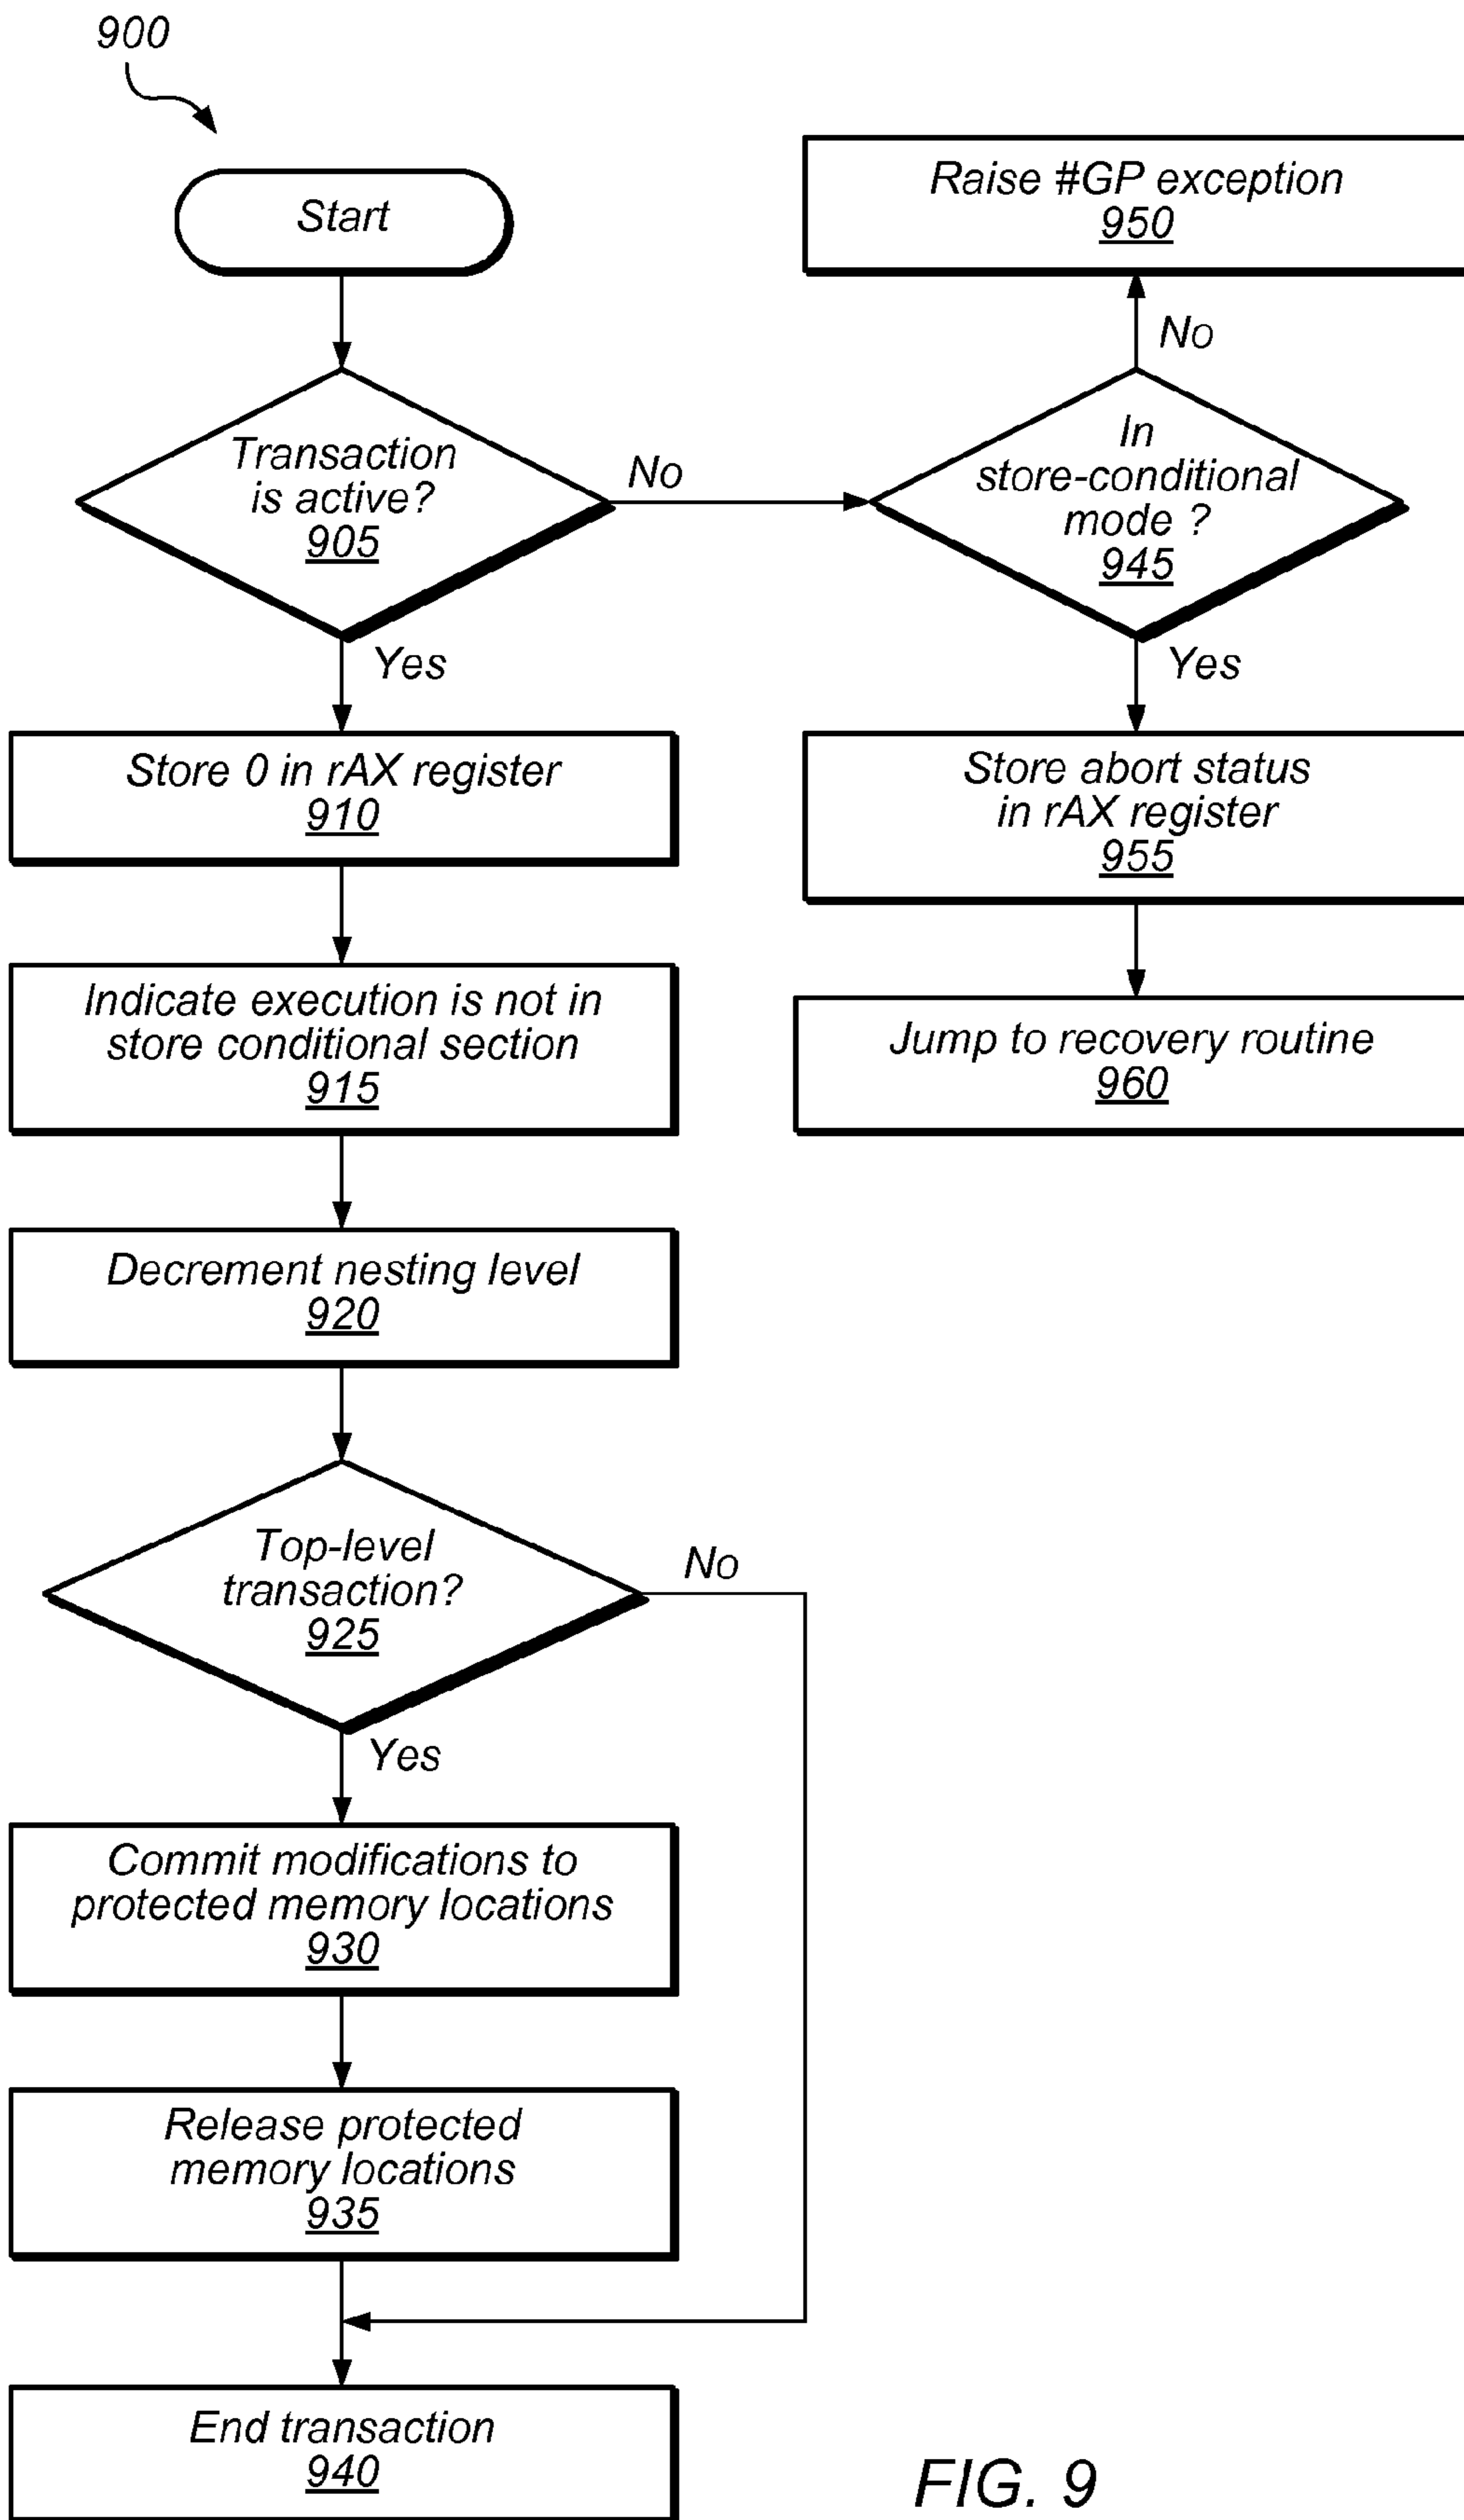 900
Start
Transaction
is active?
905
No
Yes
Store 0 in rAX register
910
Indicate execution is not in
store conditional section
915
Decrement nesting level
920
Top-level
transaction?
925
No
Yes
Commit modifications to
protected memory locations
930
Release protected
memory locations
935
End transaction
940
Raise #GP exception
950
No
In
store-conditional
mode ?
945
Yes
Store abort status
in rAX register
955
Jump to recovery routine
960
FIG. 9